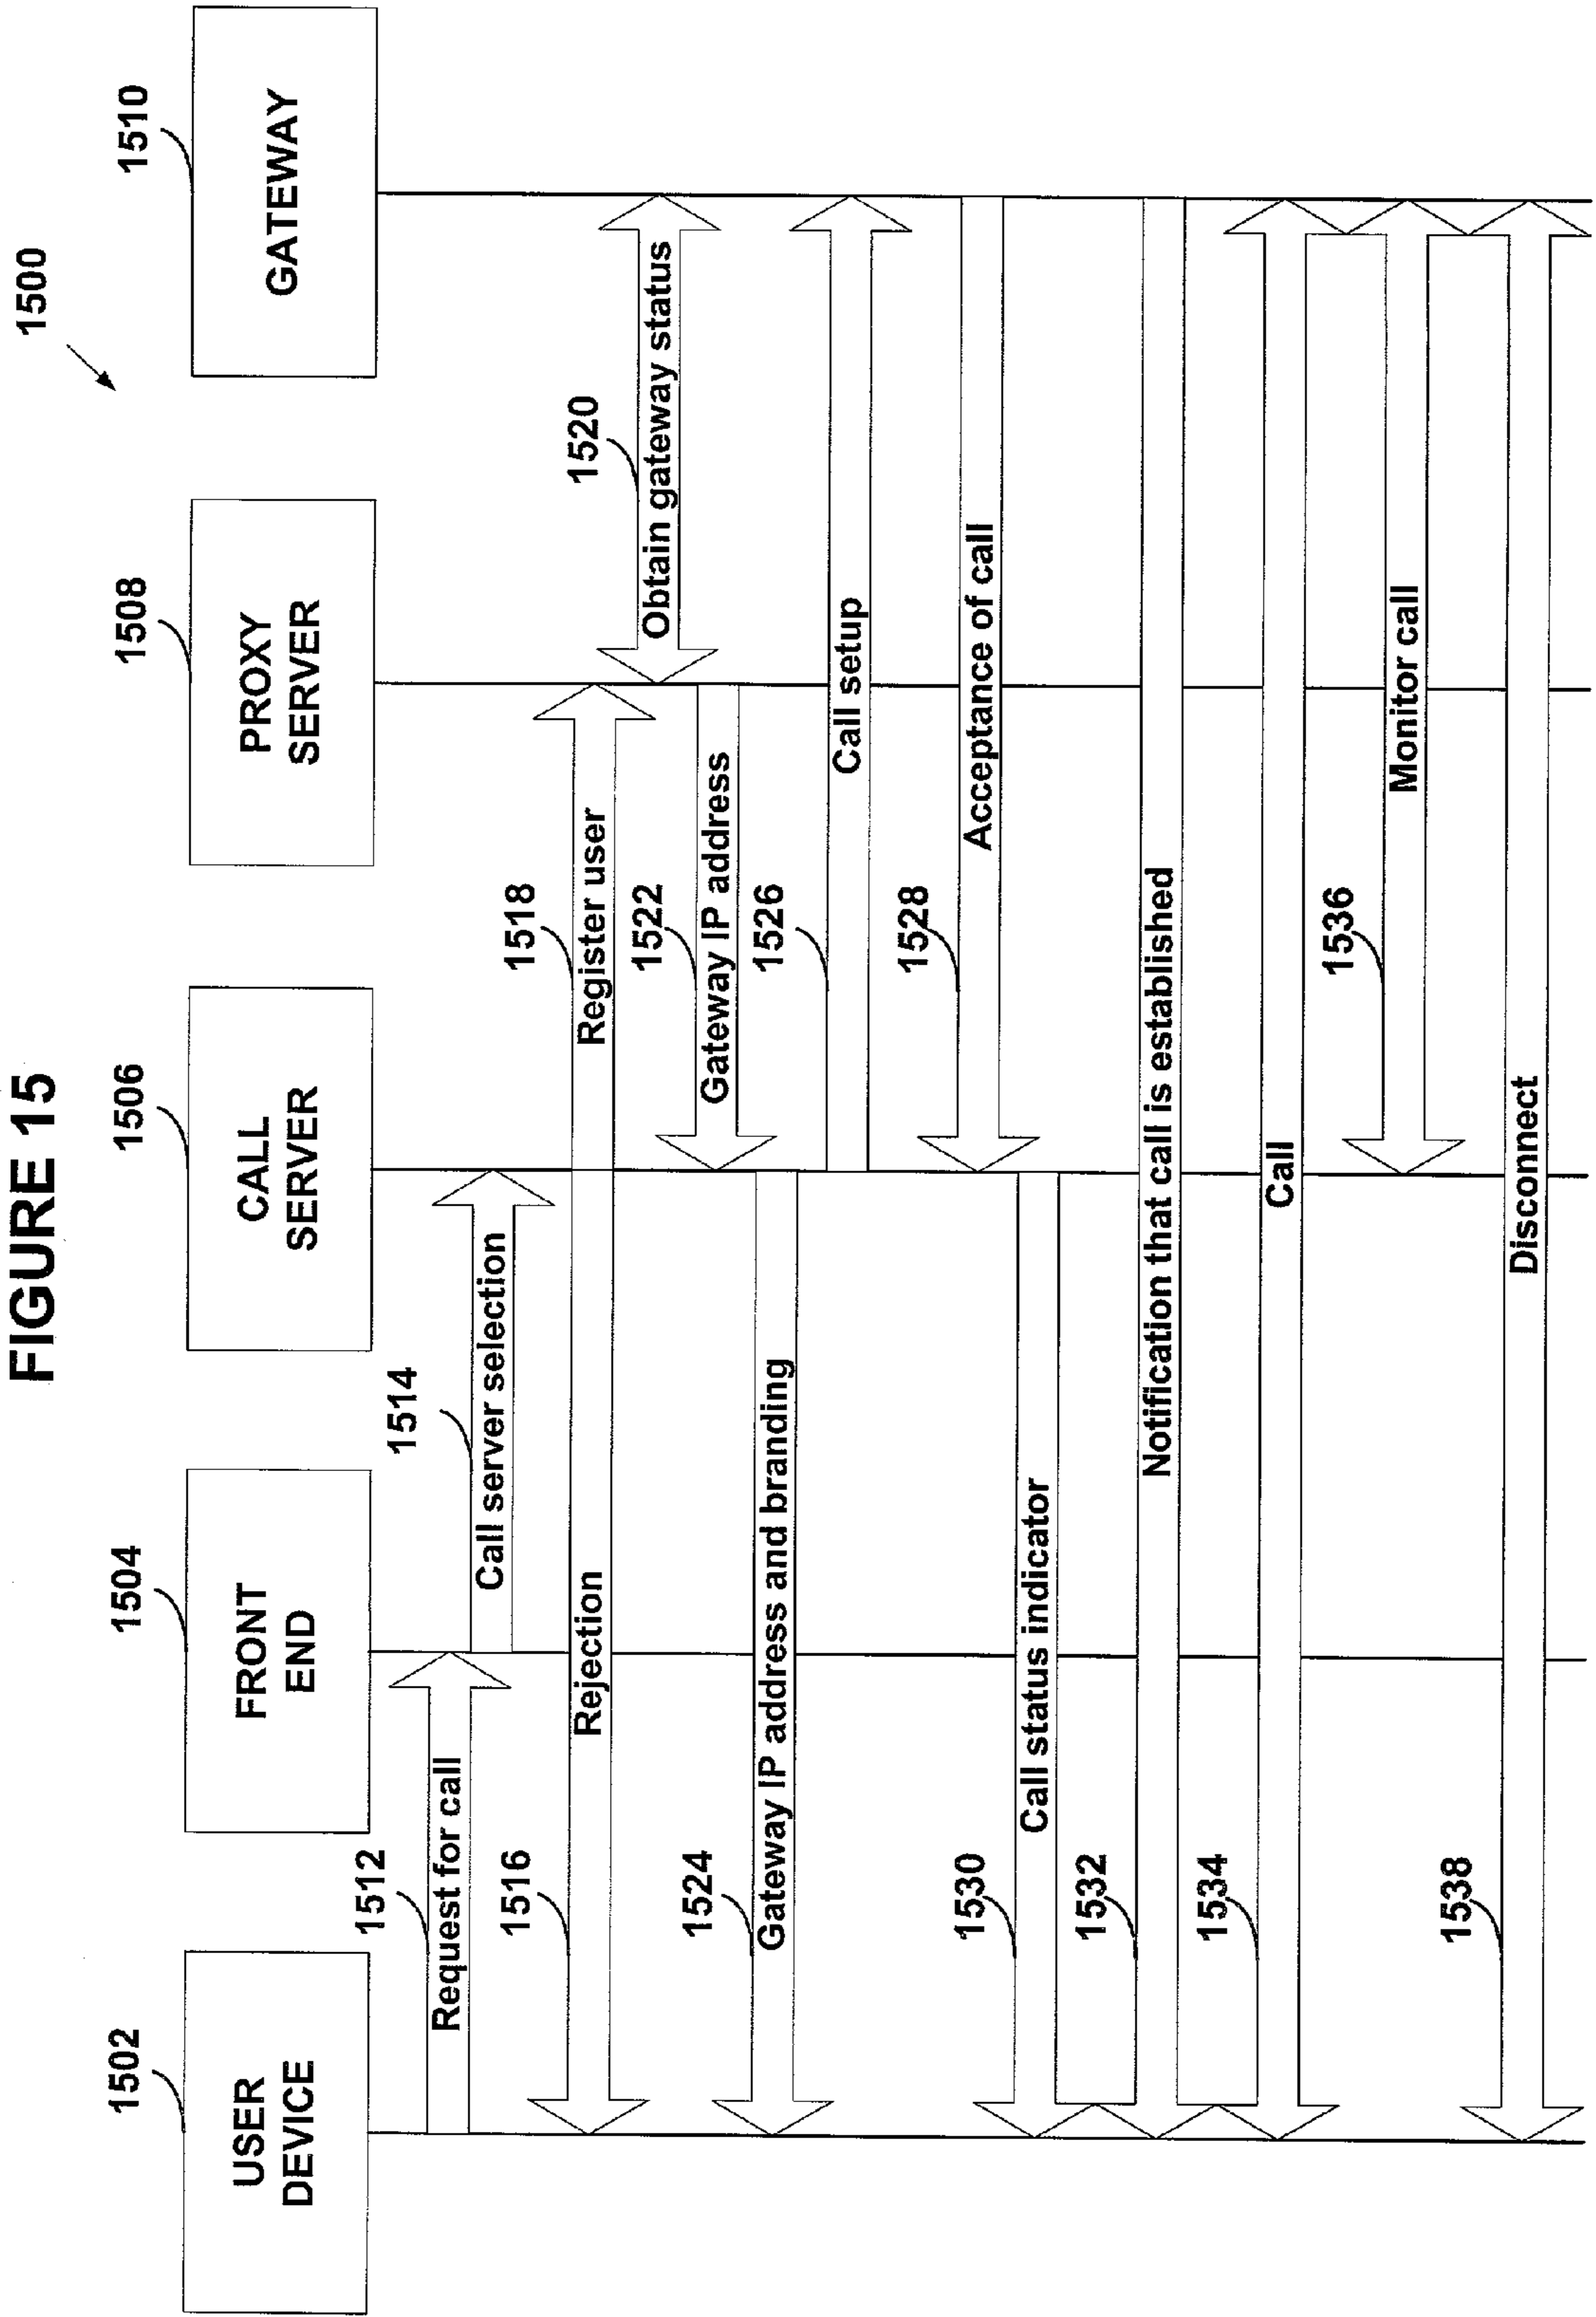 FIGURE 15
1500
1502
1504
1506
1508
1510
USER
DEVICE
FRONT
END
CALL
SERVER
PROXY
SERVER
GATEWAY
1512
Request for call
1514
Call server selection
1516
Rejection
1518
Register user
1520
Obtain gateway status
1522
Gateway IP address
1524
Gateway IP address and branding
1526
Call setup
1528
Acceptance of call
1530
Call status indicator
1532
Notification that call is established
1534
Call
1536
Monitor call
1538
Disconnect